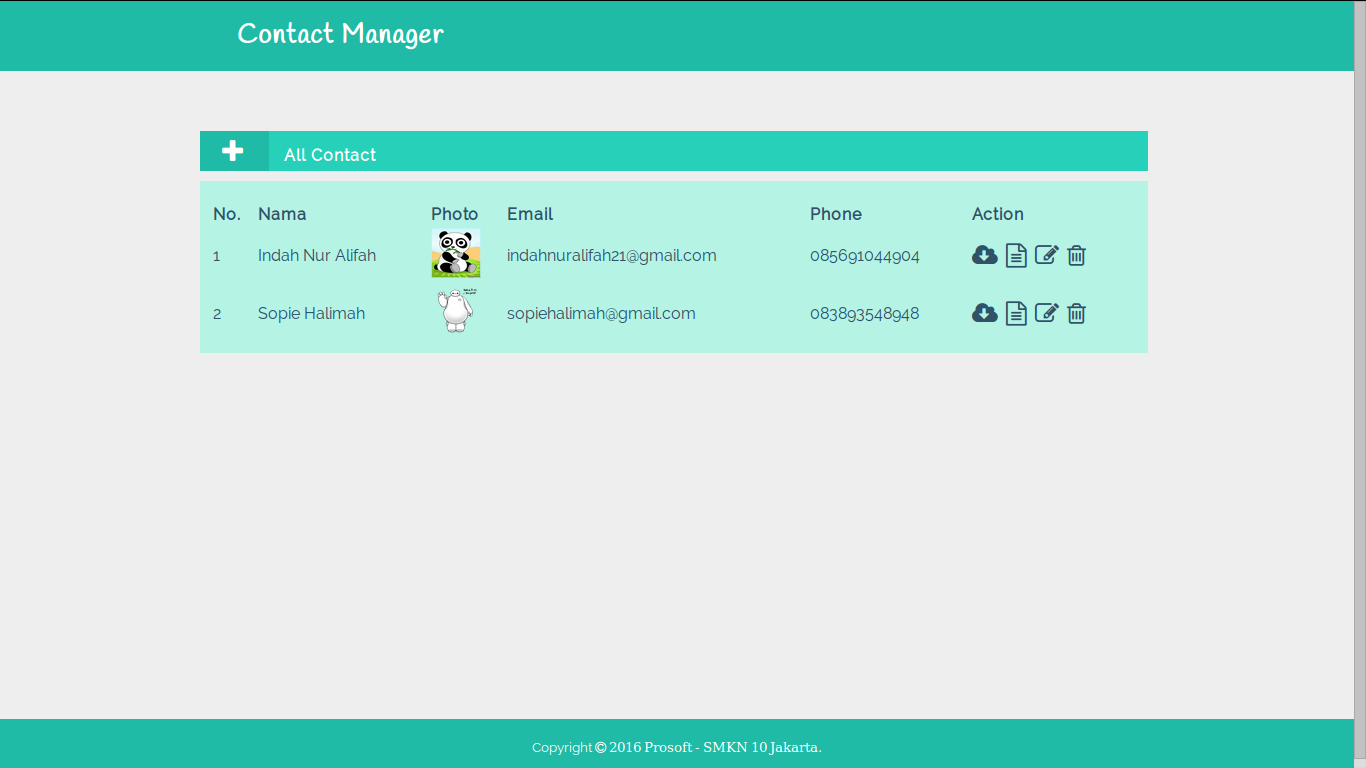 Contact Manager
All Contact
No. Nama Photo Email Phone Action
1 Indah Nur Alifah indahnuralifah21@gmail.com 085691044904
2 Sopie Halimah sopiehalimah@gmail.com 083893548948
Copyright © 2016 Prosoft - SMKN 10 Jakarta.